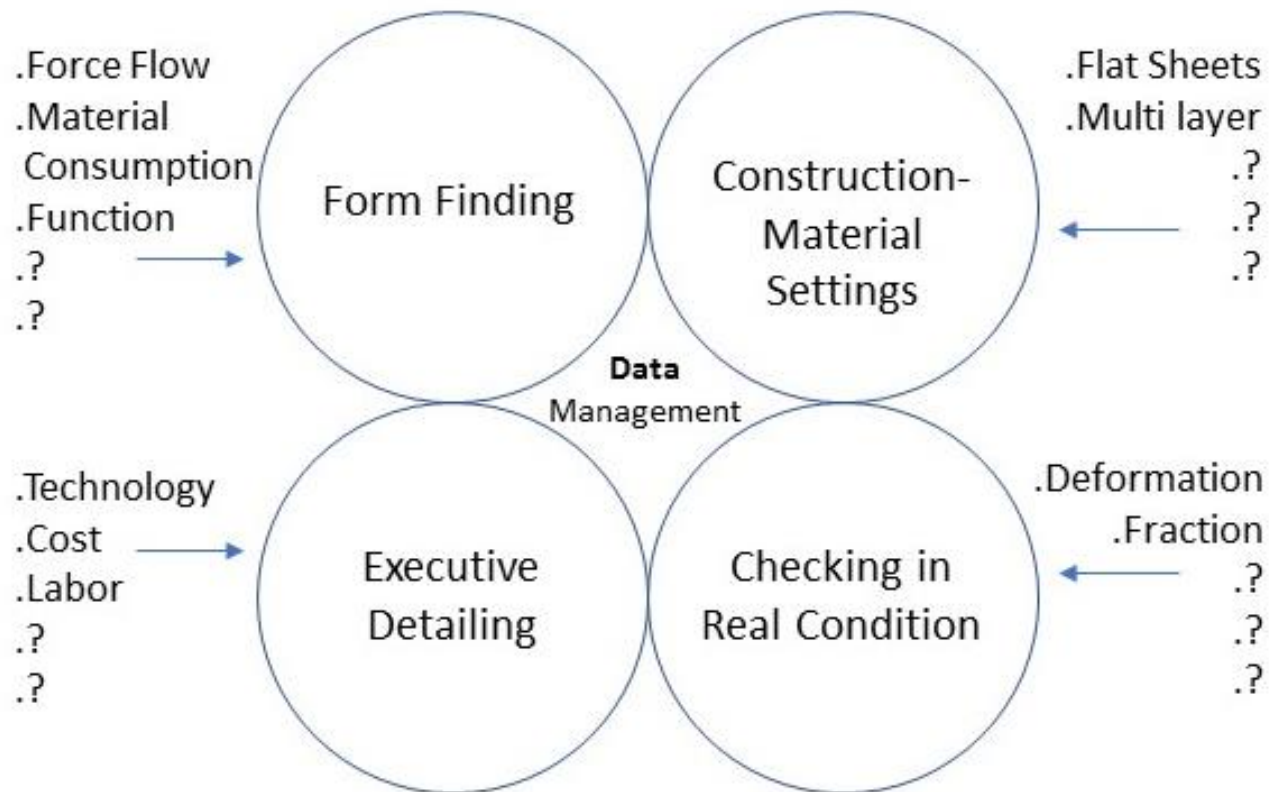 .Force Flow
.Material
Consumption
.Function
.?
.?
Form Finding
Construction-
Material
Settings
.Flat Sheets
.Multi layer
.?
.?
.?
Data
Management
.Technology
.Cost
.Labor
.?
.?
Executive
Detailing
Checking in
Real Condition
.Deformation
.Fraction
.?
.?
.?